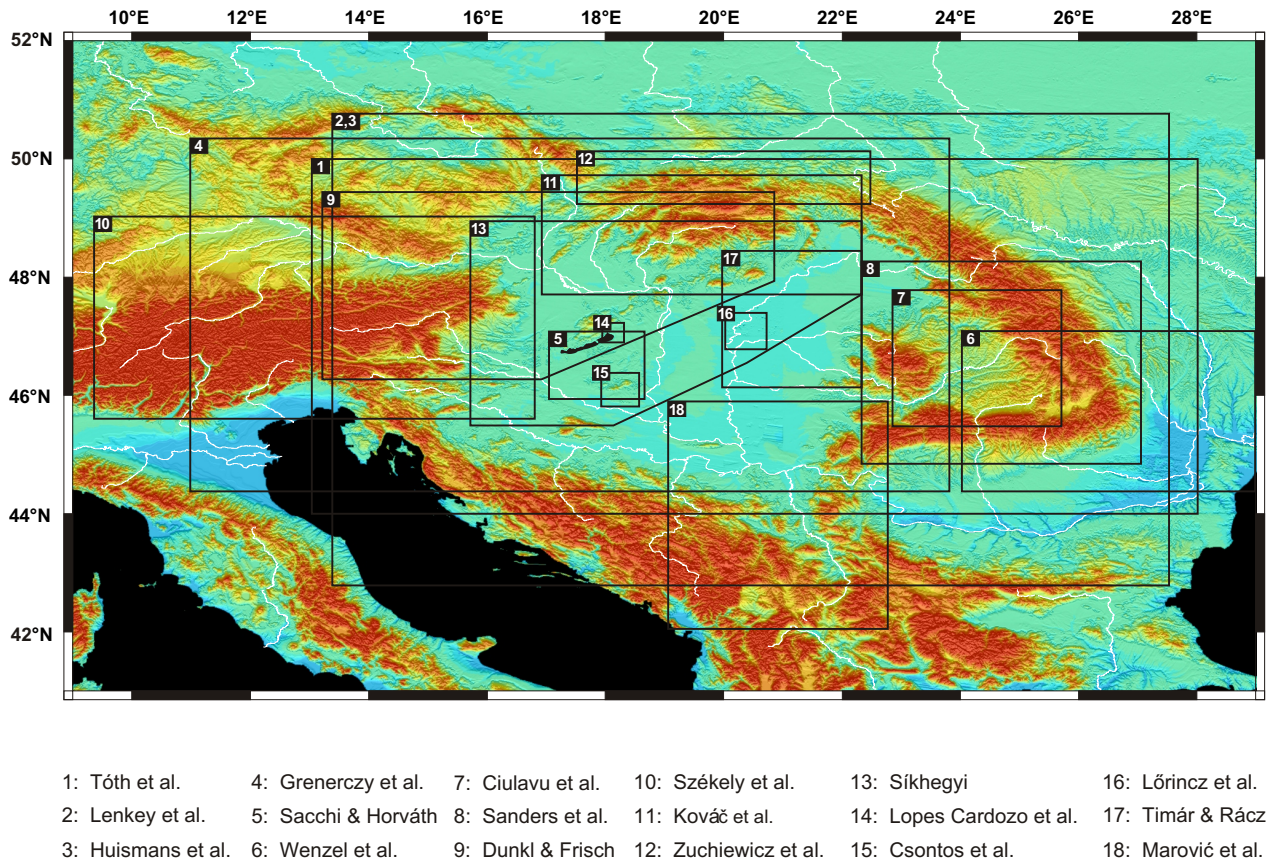 10°E 12°E 14°E 16°E 18°E 20°E 22°E 24°E 26°E 28°E
52°N
2,3
4
50°N
1
12
11
9
10
13
48°N
17
8
7
16
14
5
6
15
46°N
18
44°N
42°N
1: Tóth et al. 4: Grenerczy et al. 7: Ciulavu et al. 10: Székely et al. 13: Síkhegyi 16: Lőrincz et al.
2: Lenkey et al. 5: Sacchi & Horváth 8: Sanders et al. 11: Kováč et al. 14: Lopes Cardozo et al. 17: Timár & Rácz
3: Huismans et al. 6: Wenzel et al. 9: Dunkl & Frisch 12: Zuchiewicz et al. 15: Csontos et al. 18: Marović et al.